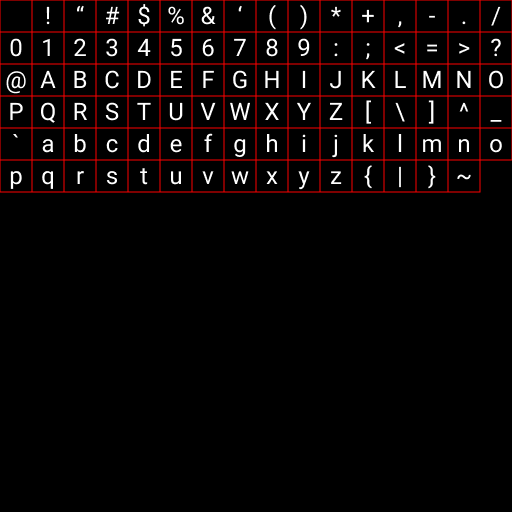 ! “ # $ % & ‘ ( ) * + , - . /
0 1 2 3 4 5 6 7 8 9 : ; < = > ?
@ A B C D E F G H I J K L M N O
P Q R S T U V W X Y Z [ \ ] ^ _
` a b c d e f g h i j k l m n o
p q r s t u v w x y z { | } ~